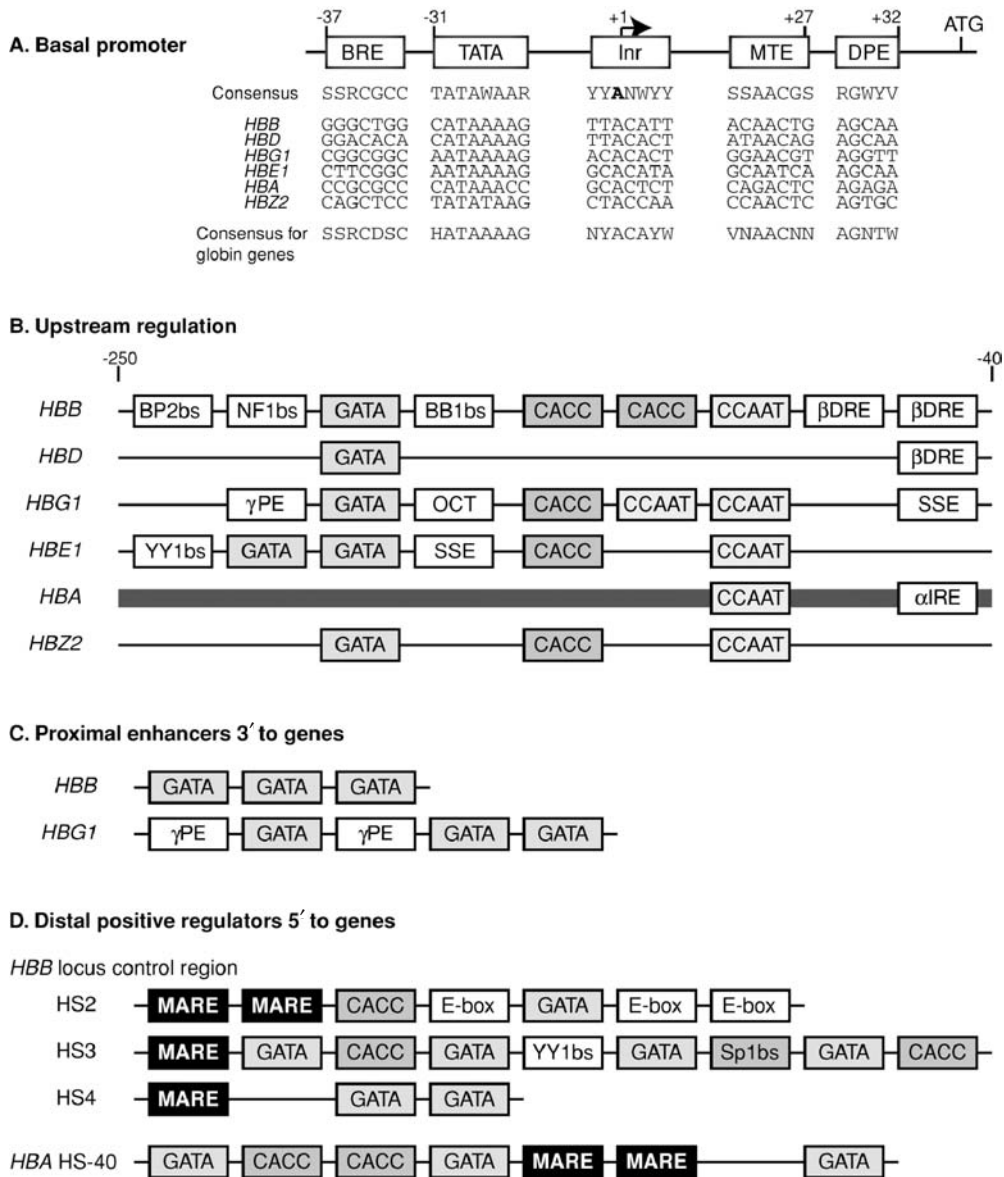 A. Basal promoter
-37 -31 +1 +27 +32 ATG
BRE TATA Inr MTE DPE
Consensus SSRCGCC TATAWAAR YYANWYY SSAACGS RGWYV
HBB GGGCTGG CATAAAAG TTACATT ACAACTG AGCAA
HBD GGACACA CATAAAAG TTACACT ATAACAG AGCAA
HBG1 CGGCGGC AATAAAAG ACACACT GGAACGT AGGTT
HBE1 CTTCGGC AATAAAAG GCACATA GCAATCA AGCAA
HBA CCGCGCC CATAAACC GCACTCT CAGACTC AGAGA
HBZ2 CAGCTCC TATATAAG CTACCAA CCAACTC AGTGC
Consensus for
globin genes SSRCDSC HATAAAAG NYACAYW VNAACNN AGNTW
B. Upstream regulation
-250 -40
HBB BP2bs NF1bs GATA BB1bs CACC CACC CCAAT βDRE βDRE
HBD GATA βDRE
HBG1 γPE GATA OCT CACC CCAAT CCAAT SSE
HBE1 YY1bs GATA GATA SSE CACC CCAAT
HBA CCAAT αIRE
HBZ2 GATA CACC CCAAT
C. Proximal enhancers 3′ to genes
HBB GATA GATA GATA
HBG1 γPE GATA γPE GATA GATA
D. Distal positive regulators 5′ to genes
HBB locus control region
HS2 MARE MARE CACC E-box GATA E-box E-box
HS3 MARE GATA CACC GATA YY1bs GATA Sp1bs GATA CACC
HS4 MARE GATA GATA
HBA HS-40 GATA CACC CACC GATA MARE MARE GATA